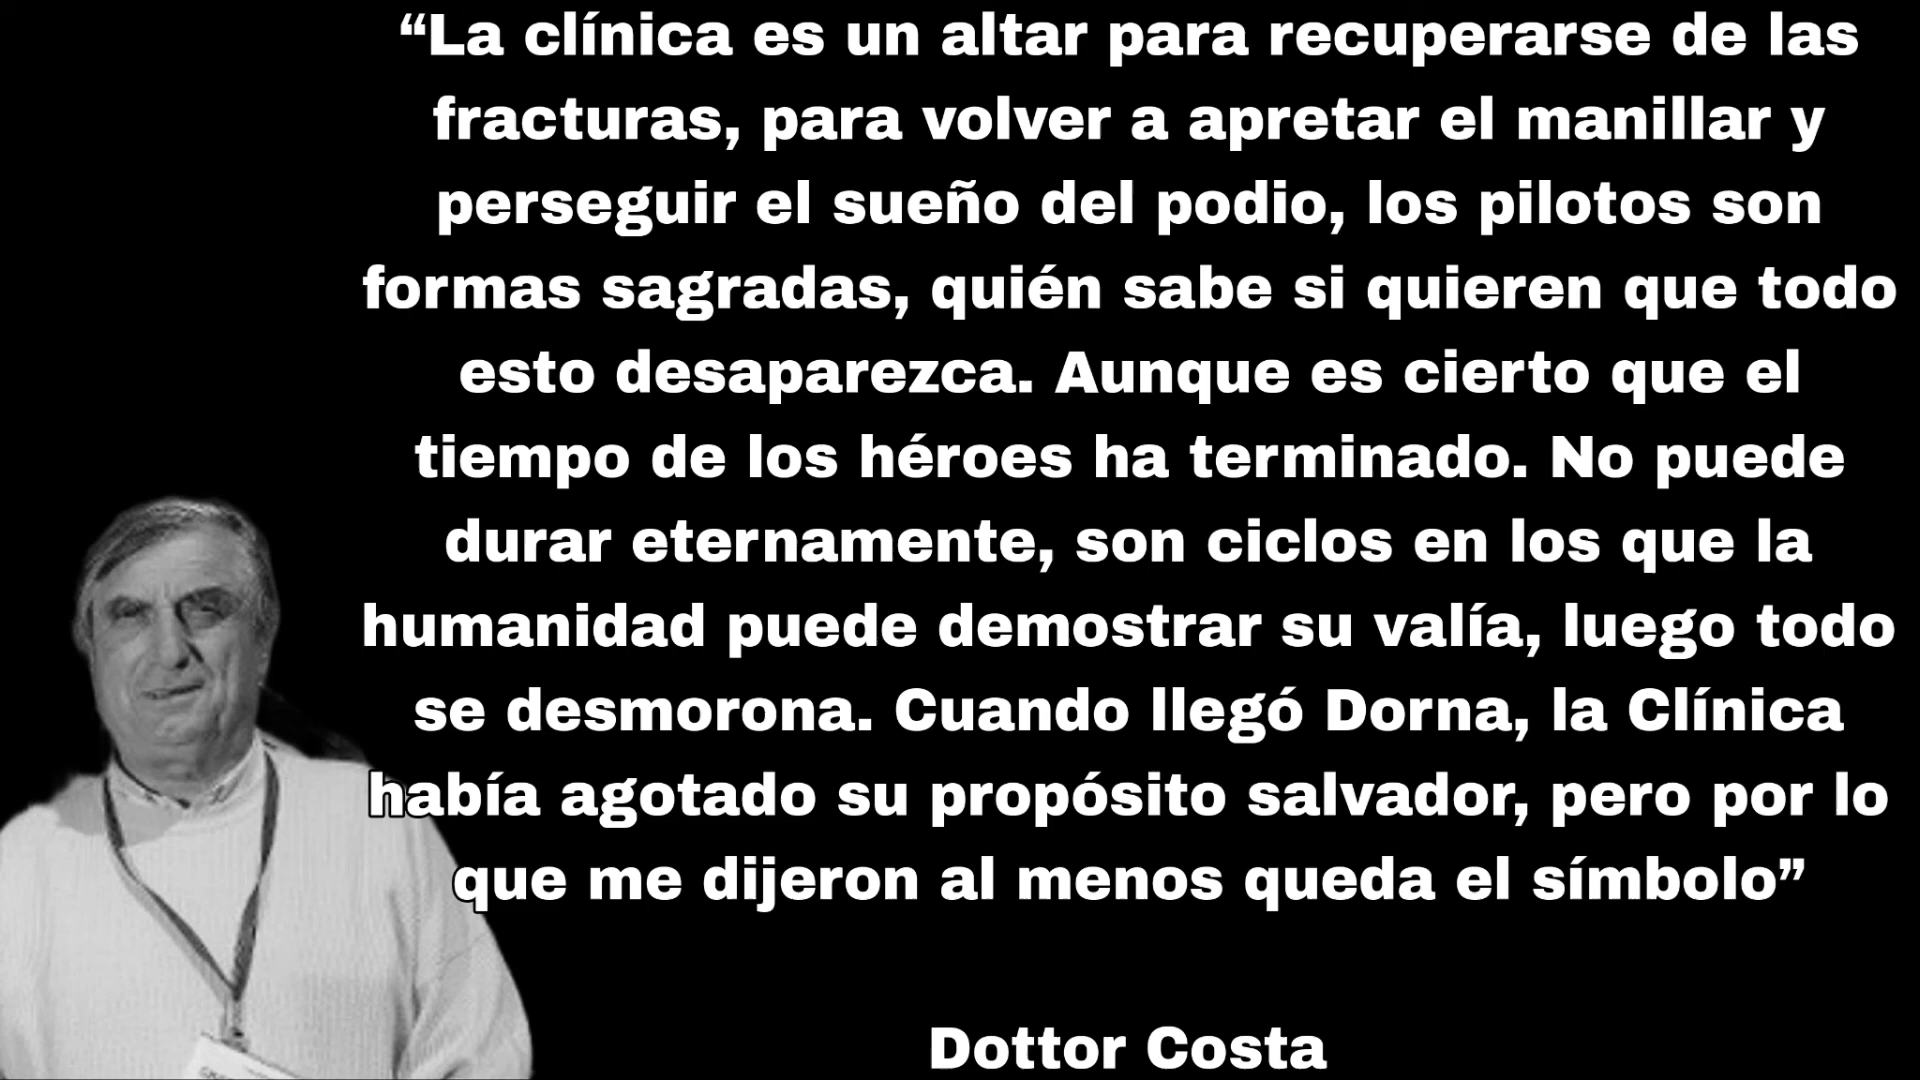 “La clínica es un altar para recuperarse de las
fracturas, para volver a apretar el manillar y
perseguir el sueño del podio, los pilotos son
formas sagradas, quién sabe si quieren que todo
esto desaparezca. Aunque es cierto que el
tiempo de los héroes ha terminado. No puede
durar eternamente, son ciclos en los que la
humanidad puede demostrar su valía, luego todo
se desmorona. Cuando llegó Dorna, la Clínica
había agotado su propósito salvador, pero por lo
que me dijeron al menos queda el símbolo”
Dottor Costa